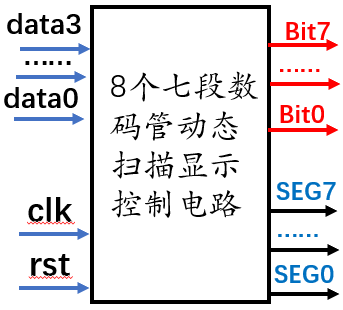 data3
……
data0
clk
rst
8个七段数
码管动态
扫描显示
控制电路
Bit7
……
Bit0
SEG7
……
SEG0